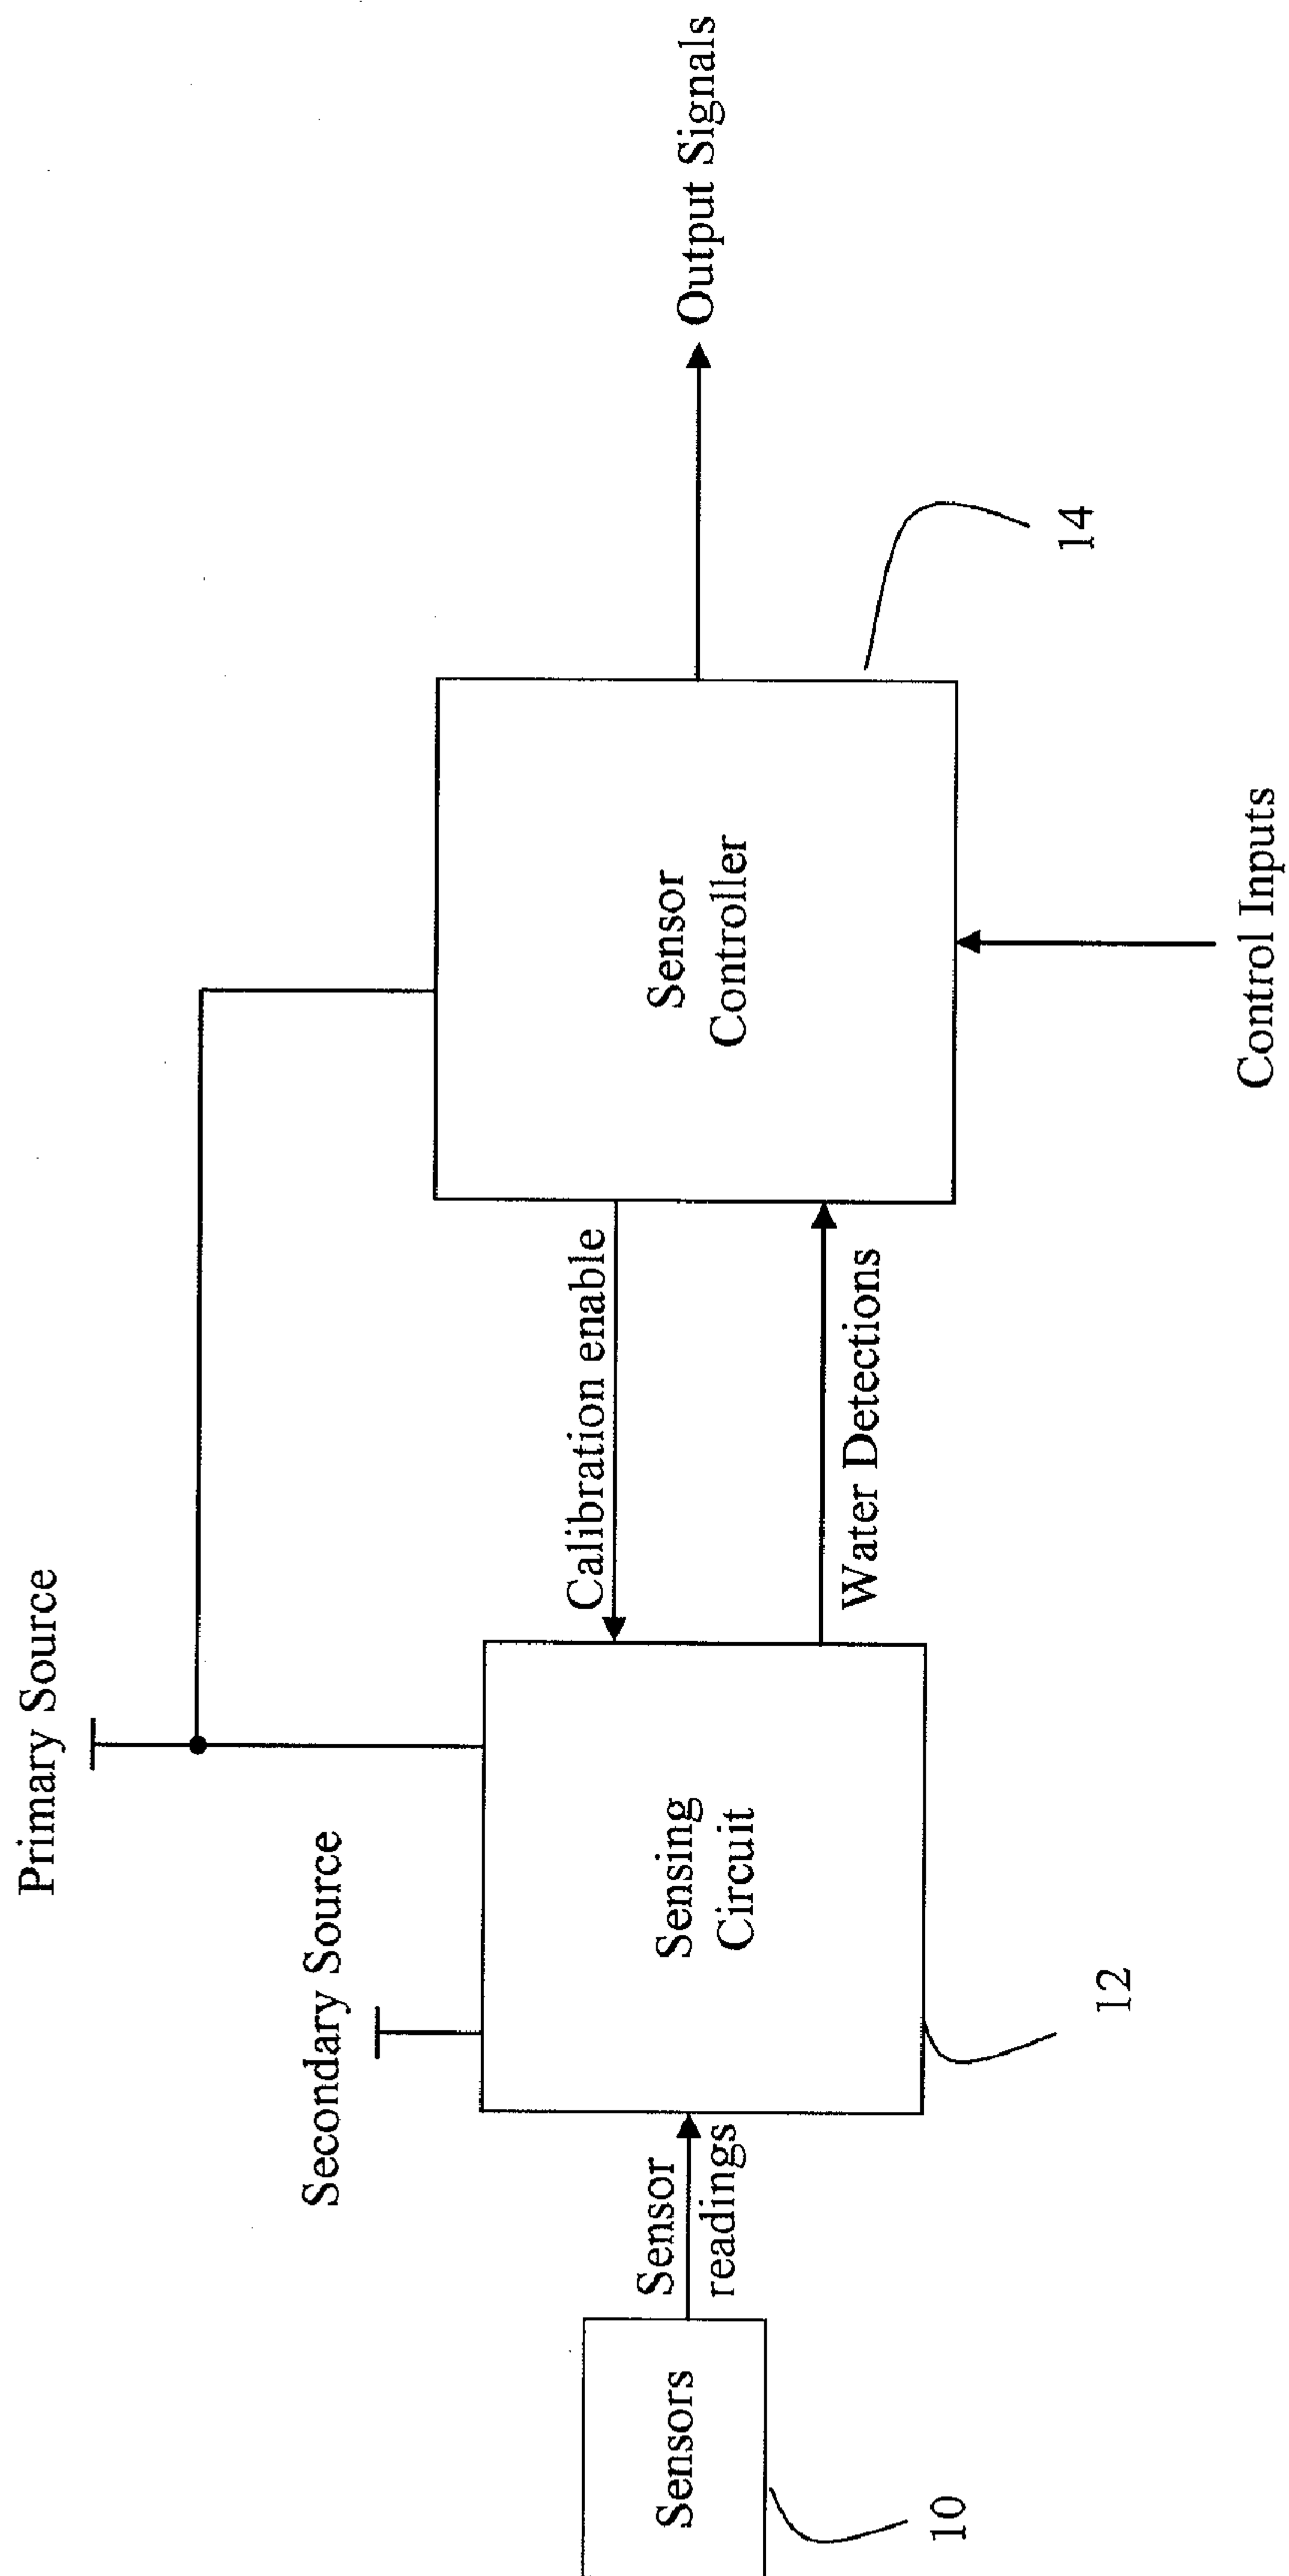 Primary Source
Secondary Source
Sensors
10
Sensor
readings
Sensing
Circuit
12
Calibration enable
Water Detections
Sensor
Controller
14
Control Inputs
Output Signals